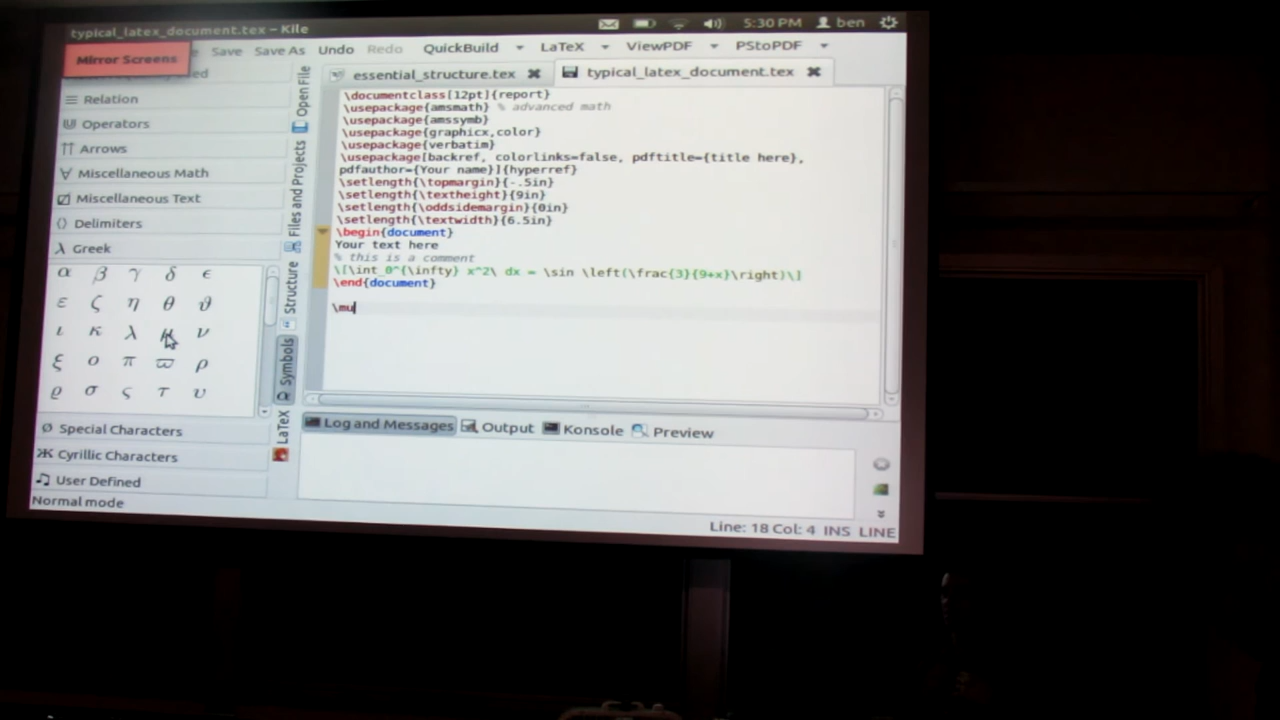 typical_latex_document.tex – Kile
5:30 PM ben
Mirror Screens
Save Save As Undo Redo QuickBuild LaTeX ViewPDF PStoPDF
essential_structure.tex typical_latex_document.tex
Relation
Operators
Arrows
Miscellaneous Math
Miscellaneous Text
Delimiters
λ Greek
α β γ δ ϵ
ε ζ η θ ϑ
ι κ λ μ ν
ξ o π ϖ ρ
ϱ σ ς τ υ
Special Characters
Ж Cyrillic Characters
User Defined
Normal mode
Open File
Files and Projects
Structure
Symbols
LaTeX
\documentclass[12pt]{report}
\usepackage{amsmath} % advanced math
\usepackage{amssymb}
\usepackage{graphicx,color}
\usepackage{verbatim}
\usepackage[backref, colorlinks=false, pdftitle={title here},
pdfauthor={Your name}]{hyperref}
\setlength{\topmargin}{-.5in}
\setlength{\textheight}{9in}
\setlength{\oddsidemargin}{0in}
\setlength{\textwidth}{6.5in}
\begin{document}
Your text here
% this is a comment
\[\int_0^{\infty} x^2\ dx = \sin \left(\frac{3}{9+x}\right)\]
\end{document}
\mu
Log and Messages Output Konsole Preview
Line: 18 Col: 4 INS LINE